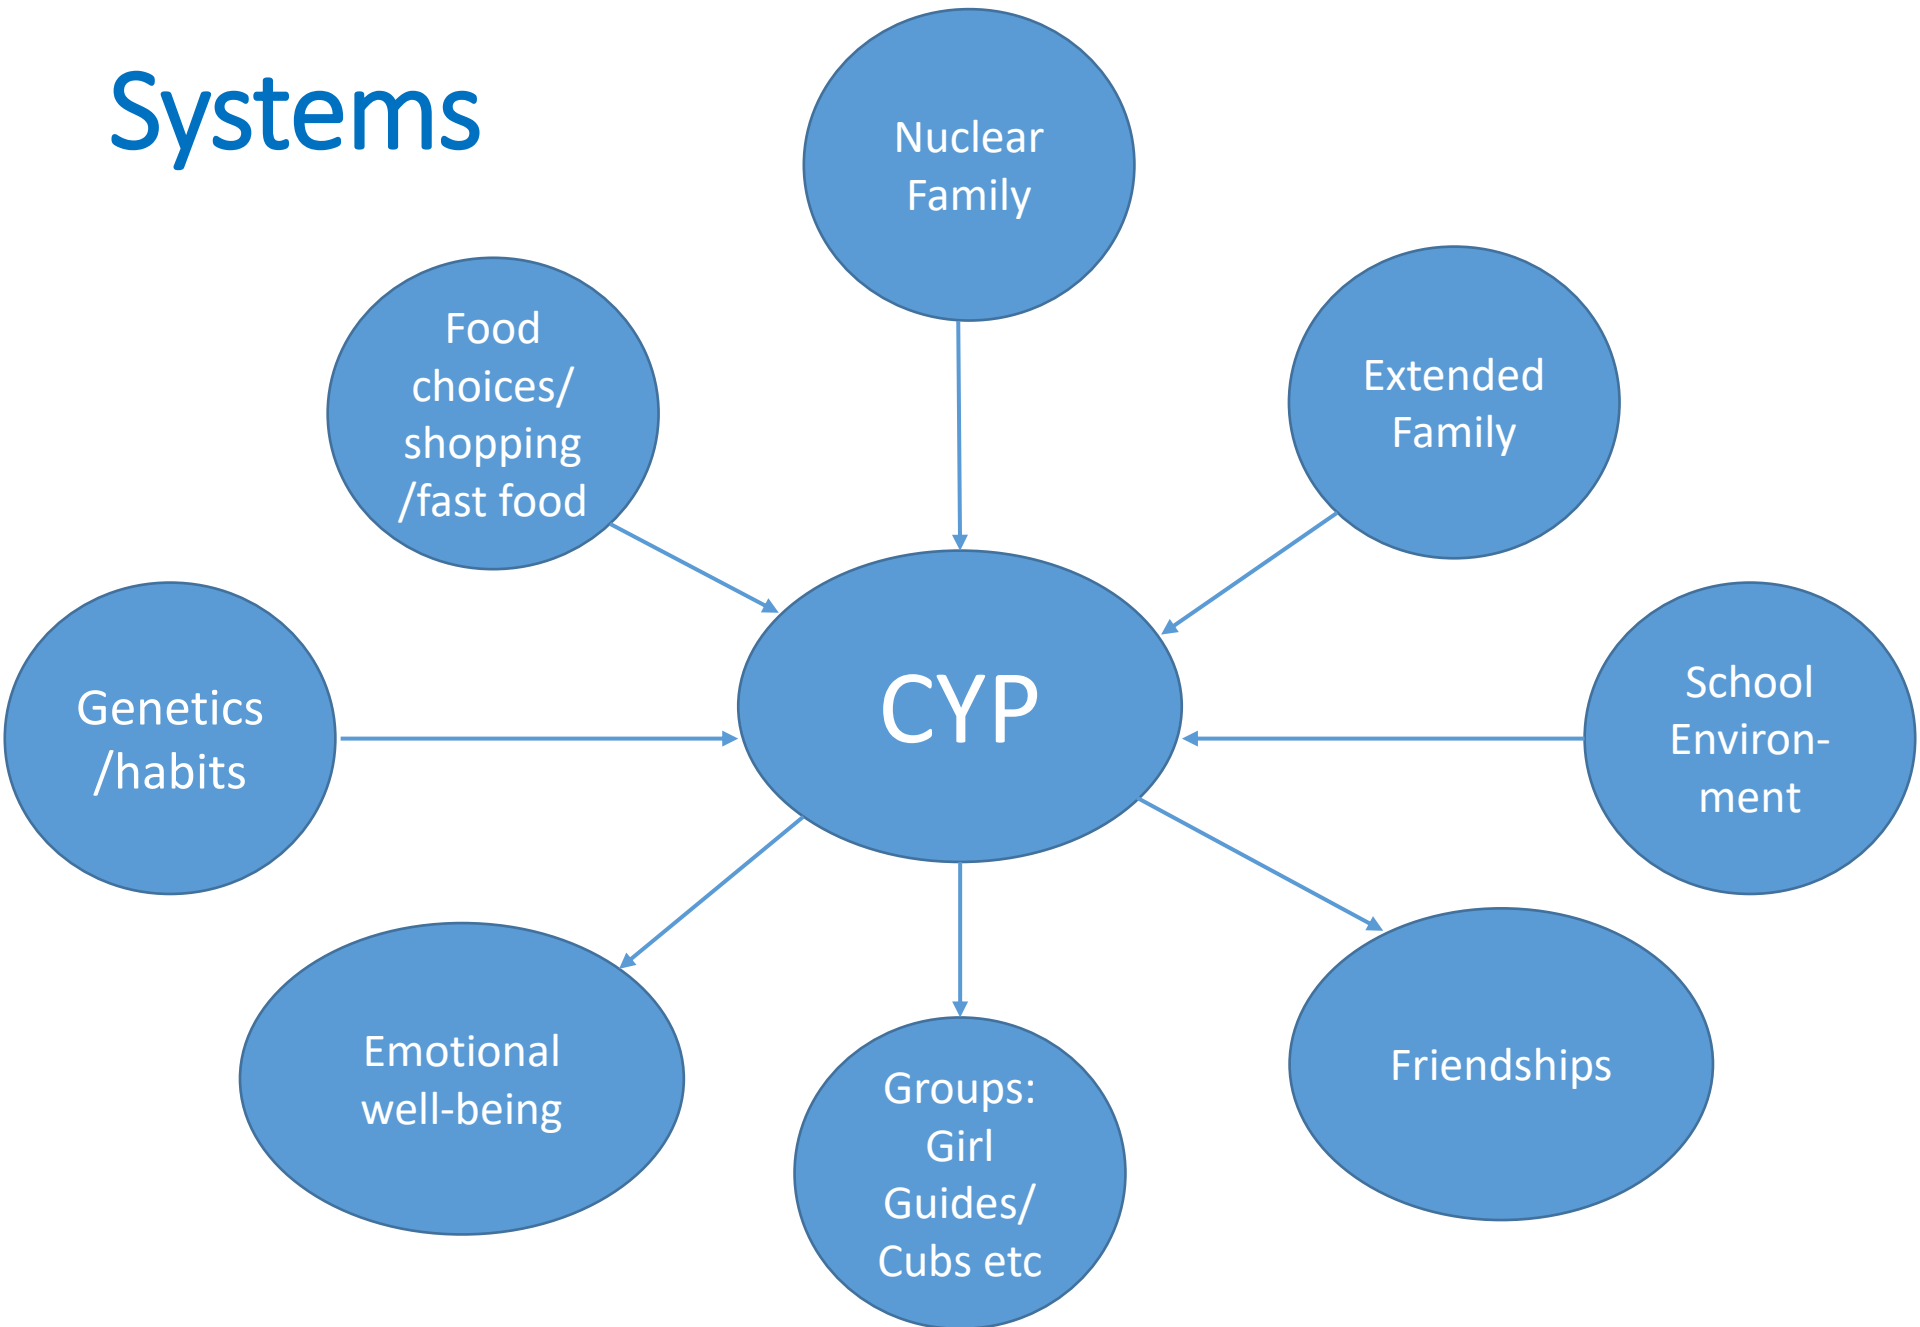 Systems
Nuclear
Family
Food
choices/
shopping
/fast food
Extended
Family
Genetics
/habits
CYP
School
Environ-
ment
Emotional
well-being
Groups:
Girl
Guides/
Cubs etc
Friendships